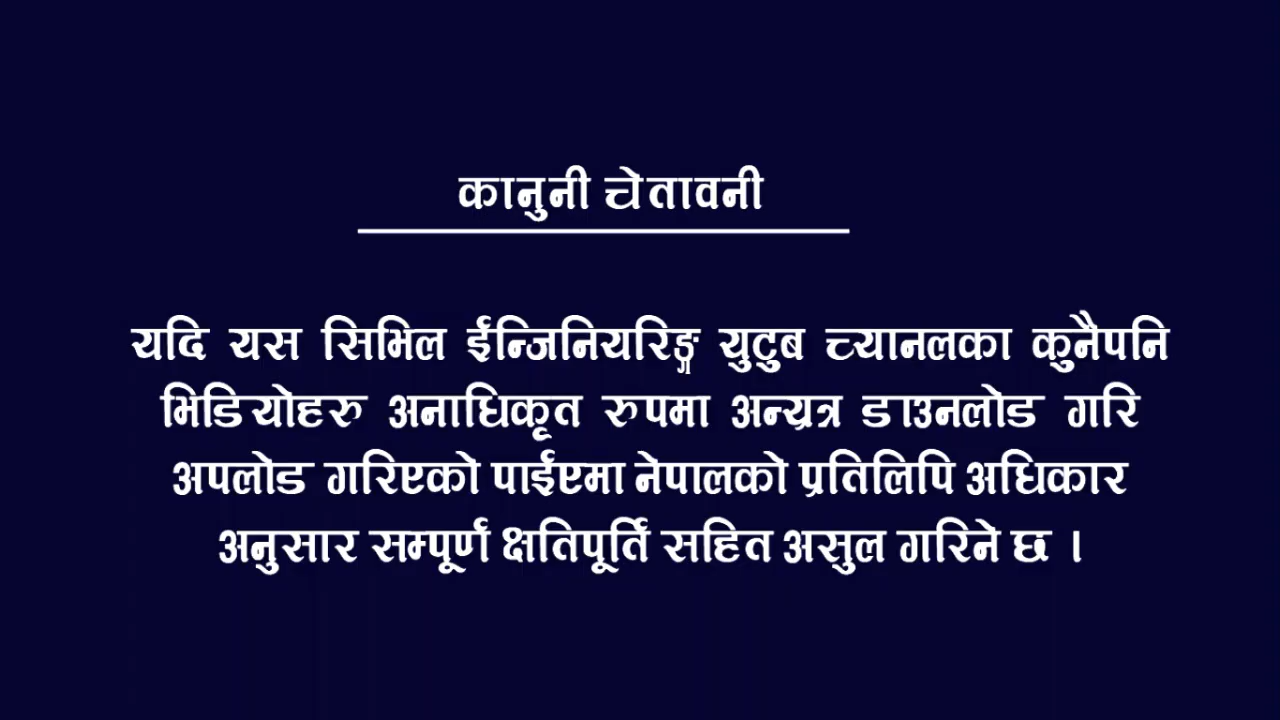 कानुनी चेतावनी
यदि यस सिभिल ईन्जिनियरिङ्ग युटुब च्यानलका कुनैपनि
भिडियोहरु अनाधिकृत रुपमा अन्यत्र डाउनलोड गरि
अपलोड गरिएको पाईएमा नेपालको प्रतिलिपि अधिकार
अनुसार सम्पूर्ण क्षतिपूर्ति सहित असुल गरिने छ ।